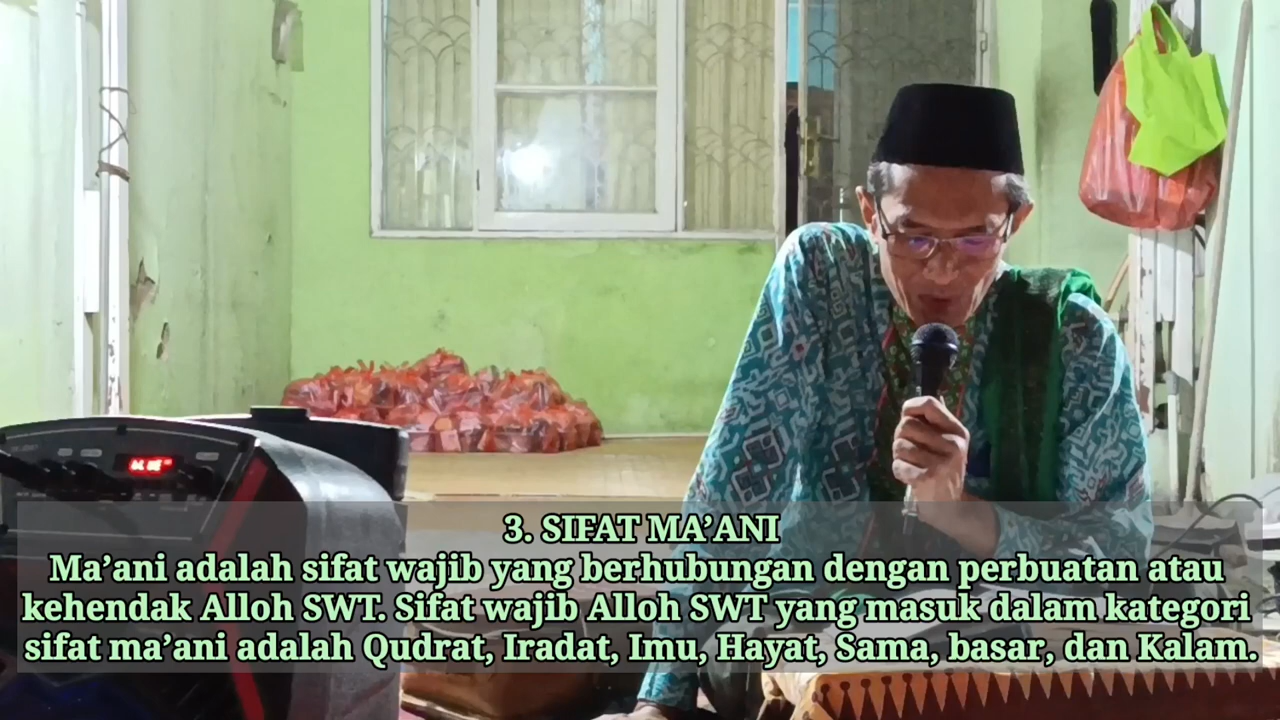 3. SIFAT MA’ANI
Ma’ani adalah sifat wajib yang berhubungan dengan perbuatan atau
kehendak Alloh SWT. Sifat wajib Alloh SWT yang masuk dalam kategori
sifat ma’ani adalah Qudrat, Iradat, Imu, Hayat, Sama, basar, dan Kalam.